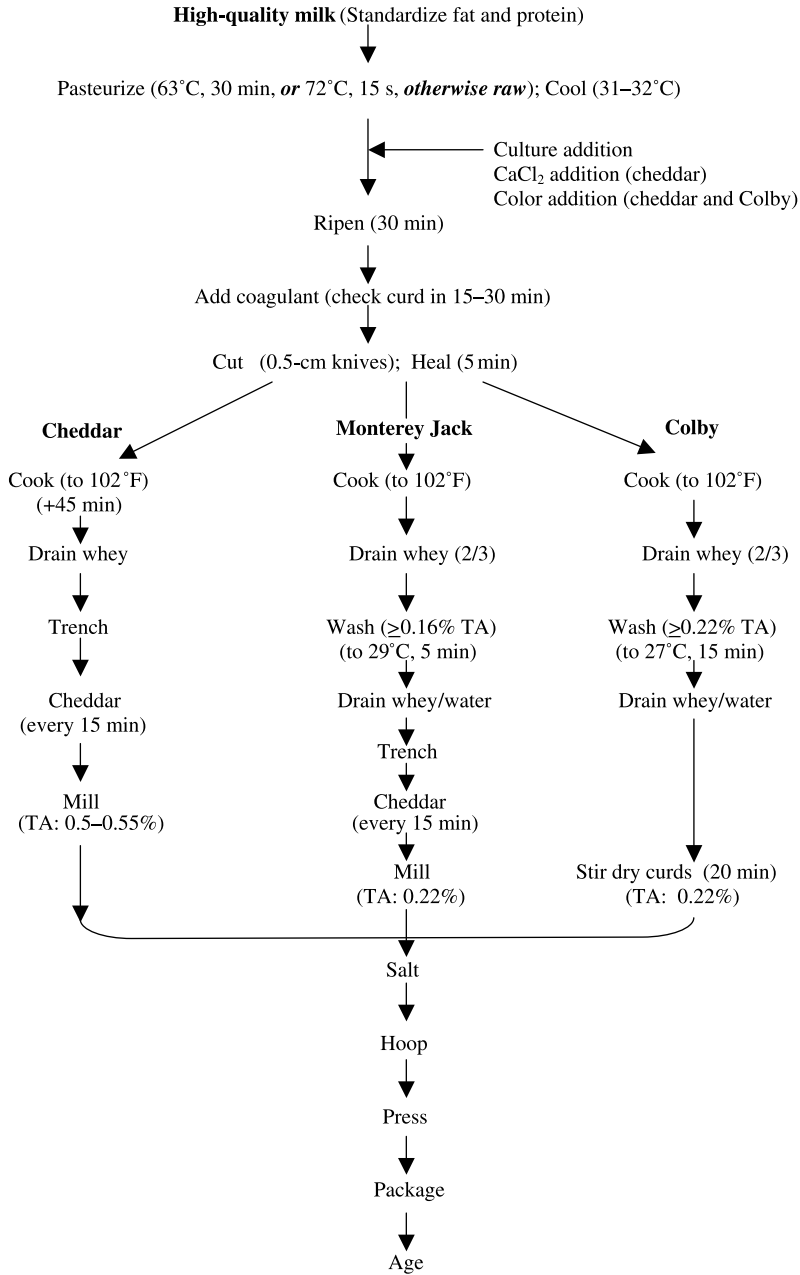 High-quality milk (Standardize fat and protein)
Pasteurize (63˚C, 30 min, or 72˚C, 15 s, otherwise raw); Cool (31–32˚C)
Culture addition
CaCl₂ addition (cheddar)
Color addition (cheddar and Colby)
Ripen (30 min)
Add coagulant (check curd in 15–30 min)
Cut (0.5-cm knives); Heal (5 min)
Cheddar
Cook (to 102˚F)
(+45 min)
Drain whey
Trench
Cheddar
(every 15 min)
Mill
(TA: 0.5–0.55%)
Monterey Jack
Cook (to 102˚F)
Drain whey (2/3)
Wash (≥0.16% TA)
(to 29˚C, 5 min)
Drain whey/water
Trench
Cheddar
(every 15 min)
Mill
(TA: 0.22%)
Colby
Cook (to 102˚F)
Drain whey (2/3)
Wash (≥0.22% TA)
(to 27˚C, 15 min)
Drain whey/water
Stir dry curds (20 min)
(TA: 0.22%)
Salt
Hoop
Press
Package
Age